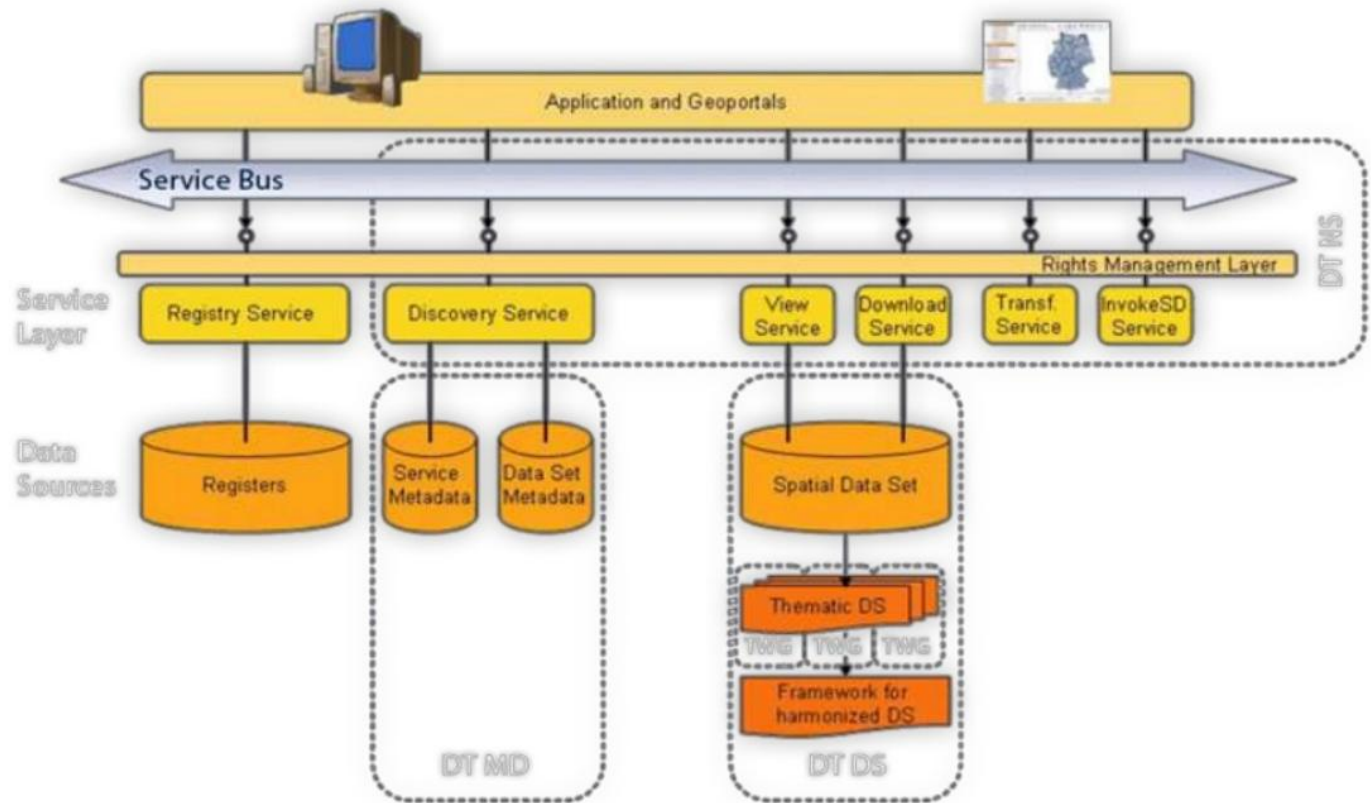 Application and Geoportals
Service Bus
Rights Management Layer
DT NS
Service
Layer
Registry Service
Discovery Service
View
Service
Download
Service
Transf.
Service
InvokeSD
Service
Data
Sources
Registers
Service
Metadata
Data Set
Metadata
Spatial Data Set
Thematic DS
TWG TWG TWG
Framework for
harmonized DS
DT MD
DT DS